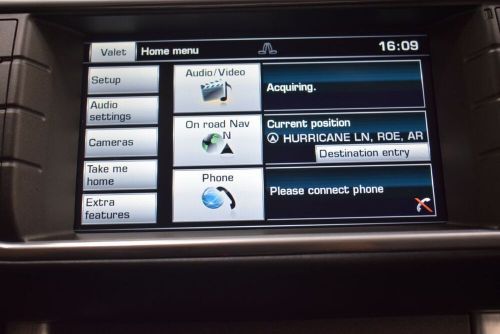 Valet Home menu 16:09
Setup
Audio
settings
Cameras
Take me
home
Extra
features
Audio/Video
Acquiring.
On road Nav
N
Current position
HURRICANE LN, ROE, AR
Destination entry
Phone
Please connect phone